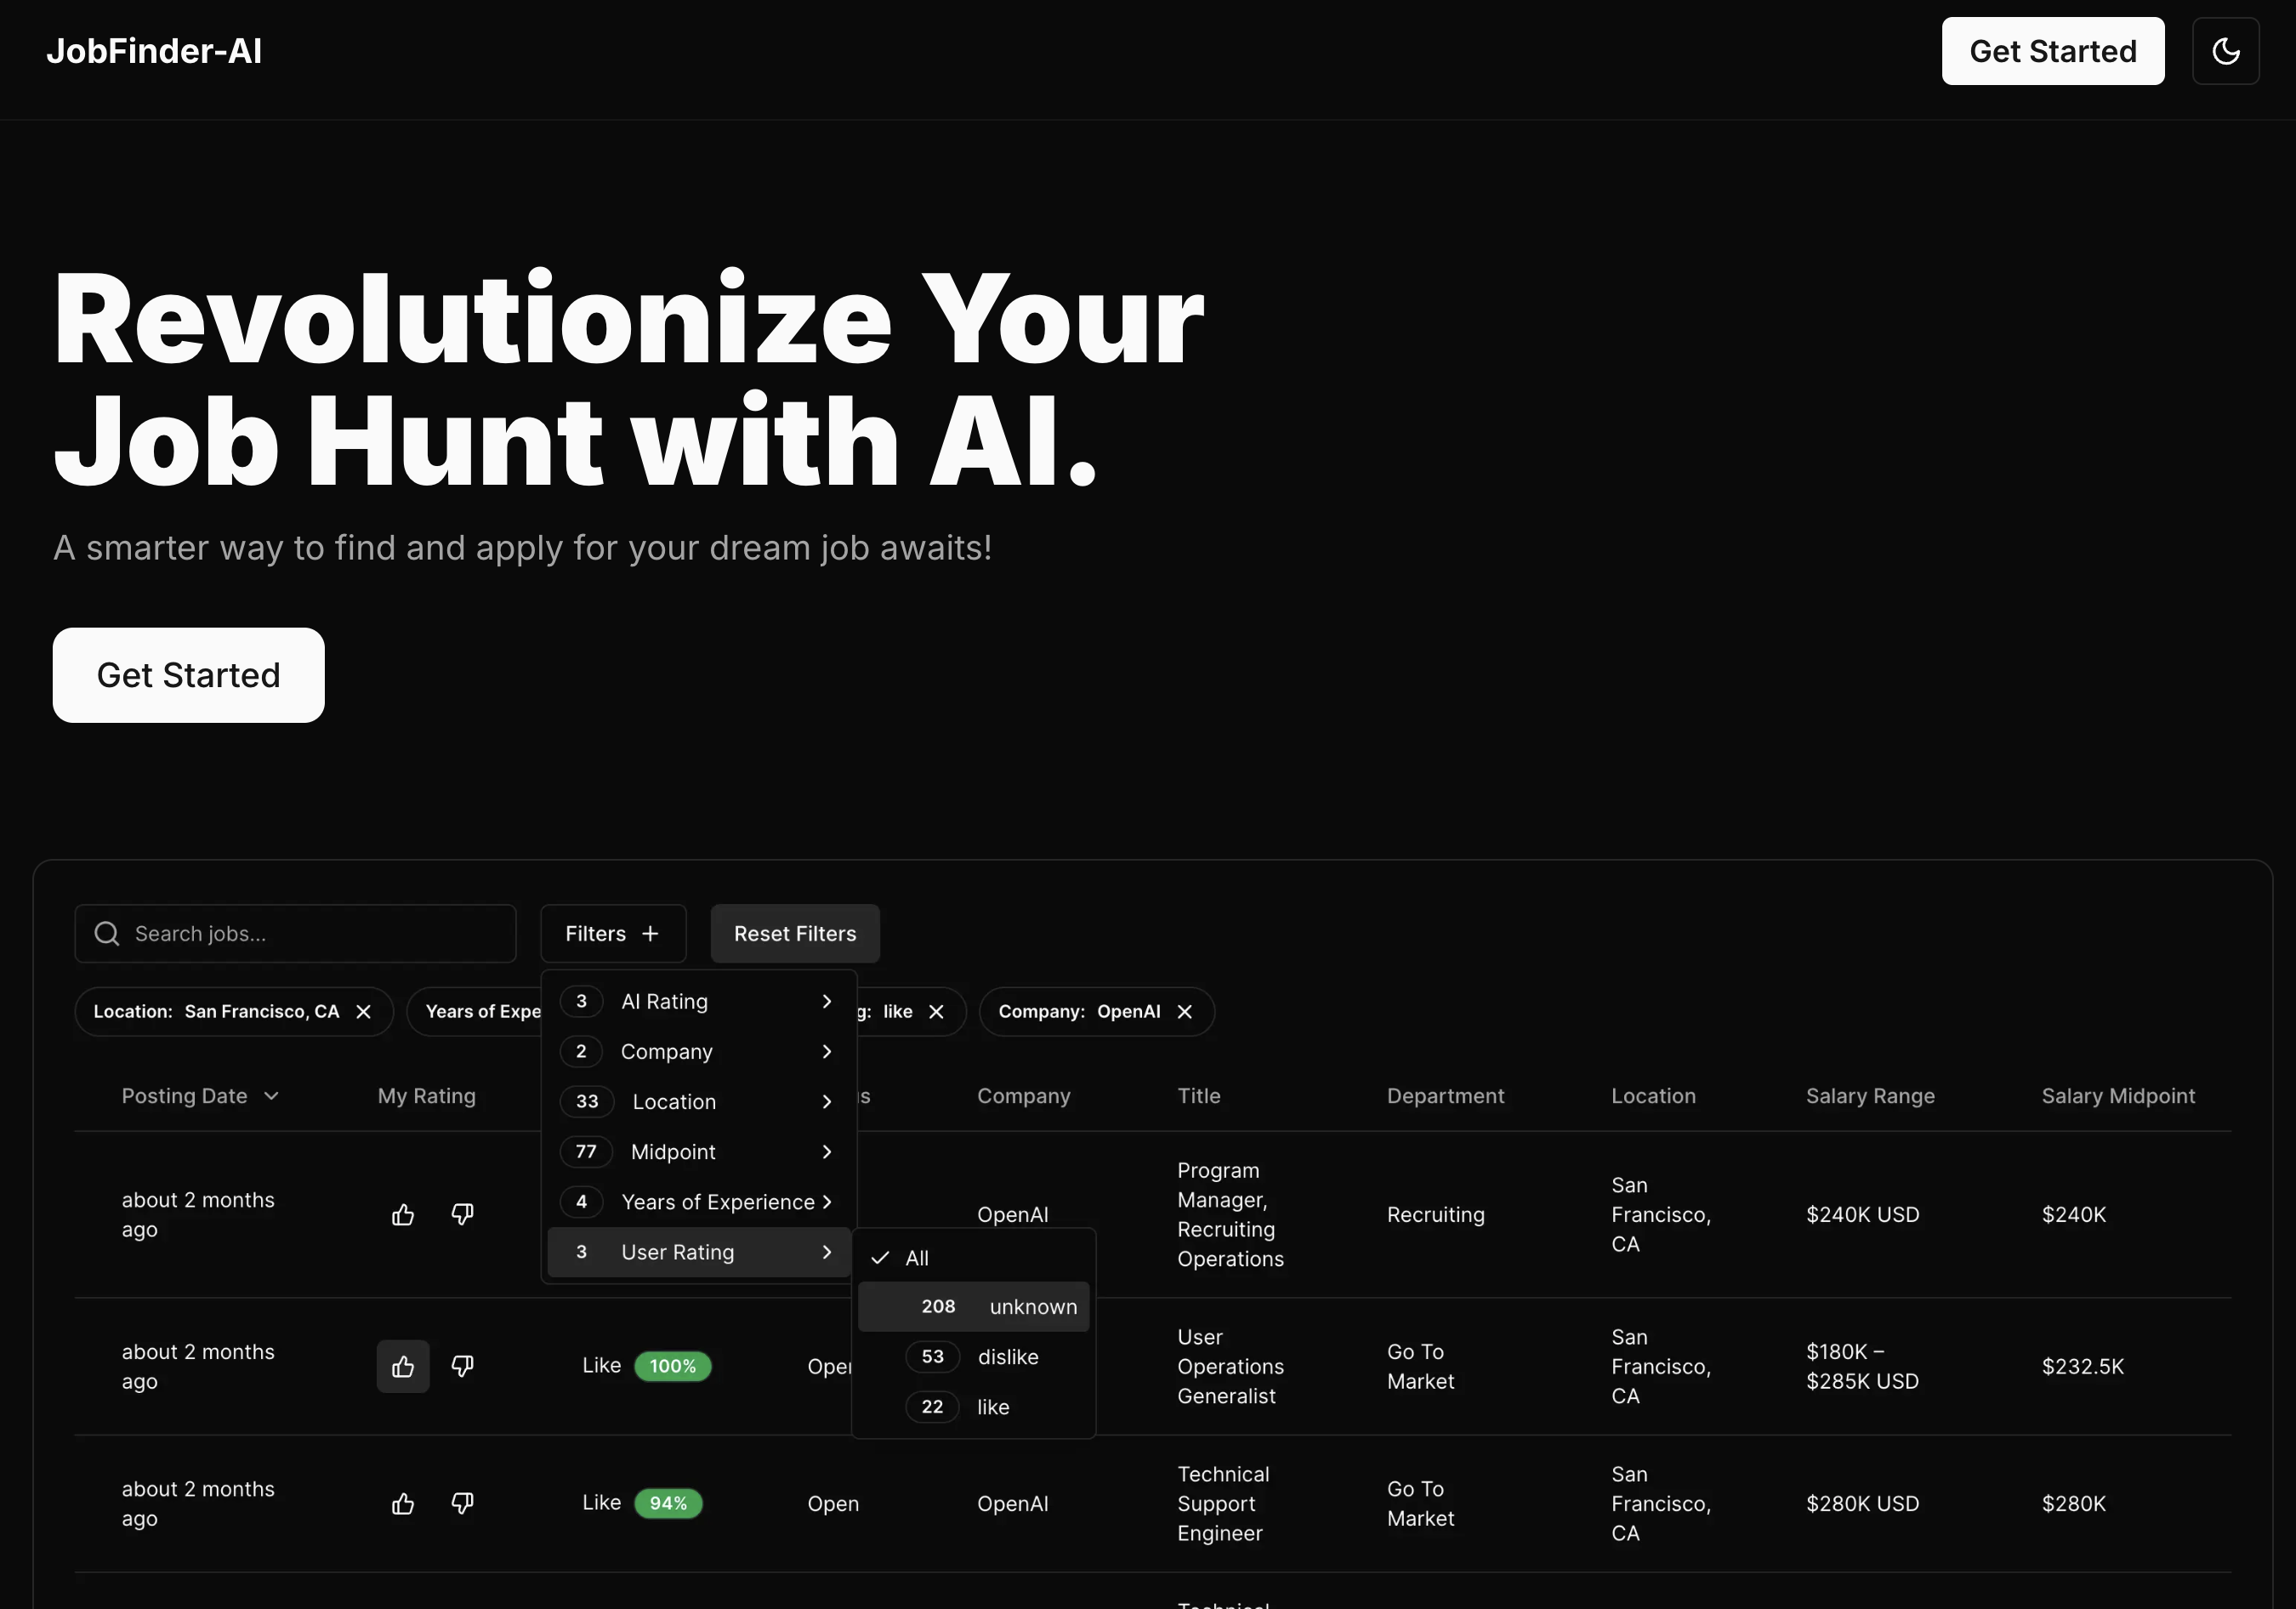 JobFinder-AI
Get Started
Revolutionize Your
Job Hunt with AI.
A smarter way to find and apply for your dream job awaits!
Get Started
Search jobs...
Filters
Reset Filters
Location: San Francisco, CA
Years of
like
Company: OpenAI
3 AI Rating
2 Company
33 Location
77 Midpoint
4 Years of Experience
3 User Rating
All
208 unknown
53 dislike
22 like
Posting Date
My Rating
Company
Title
Department
Location
Salary Range
Salary Midpoint
about 2 months
ago
OpenAI
Program
Manager,
Recruiting
Operations
Recruiting
San
Francisco,
CA
$240K USD
$240K
about 2 months
ago
Like 100%
User
Operations
Generalist
Go To
Market
San
Francisco,
CA
$180K –
$285K USD
$232.5K
about 2 months
ago
Like 94%
Open
OpenAI
Technical
Support
Engineer
Go To
Market
San
Francisco,
CA
$280K USD
$280K